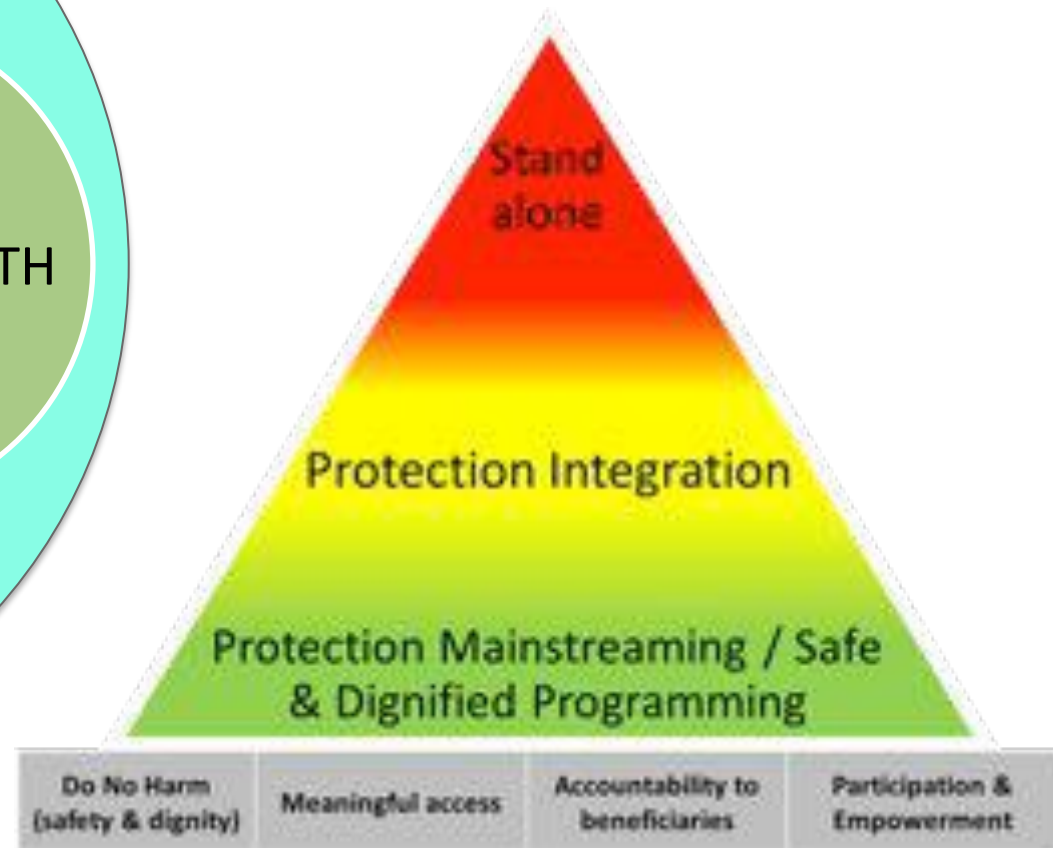 Stand
alone
TH
Protection Integration
Protection Mainstreaming / Safe
& Dignified Programming
Do No Harm
(safety & dignity)
Meaningful access
Accountability to
beneficiaries
Participation &
Empowerment